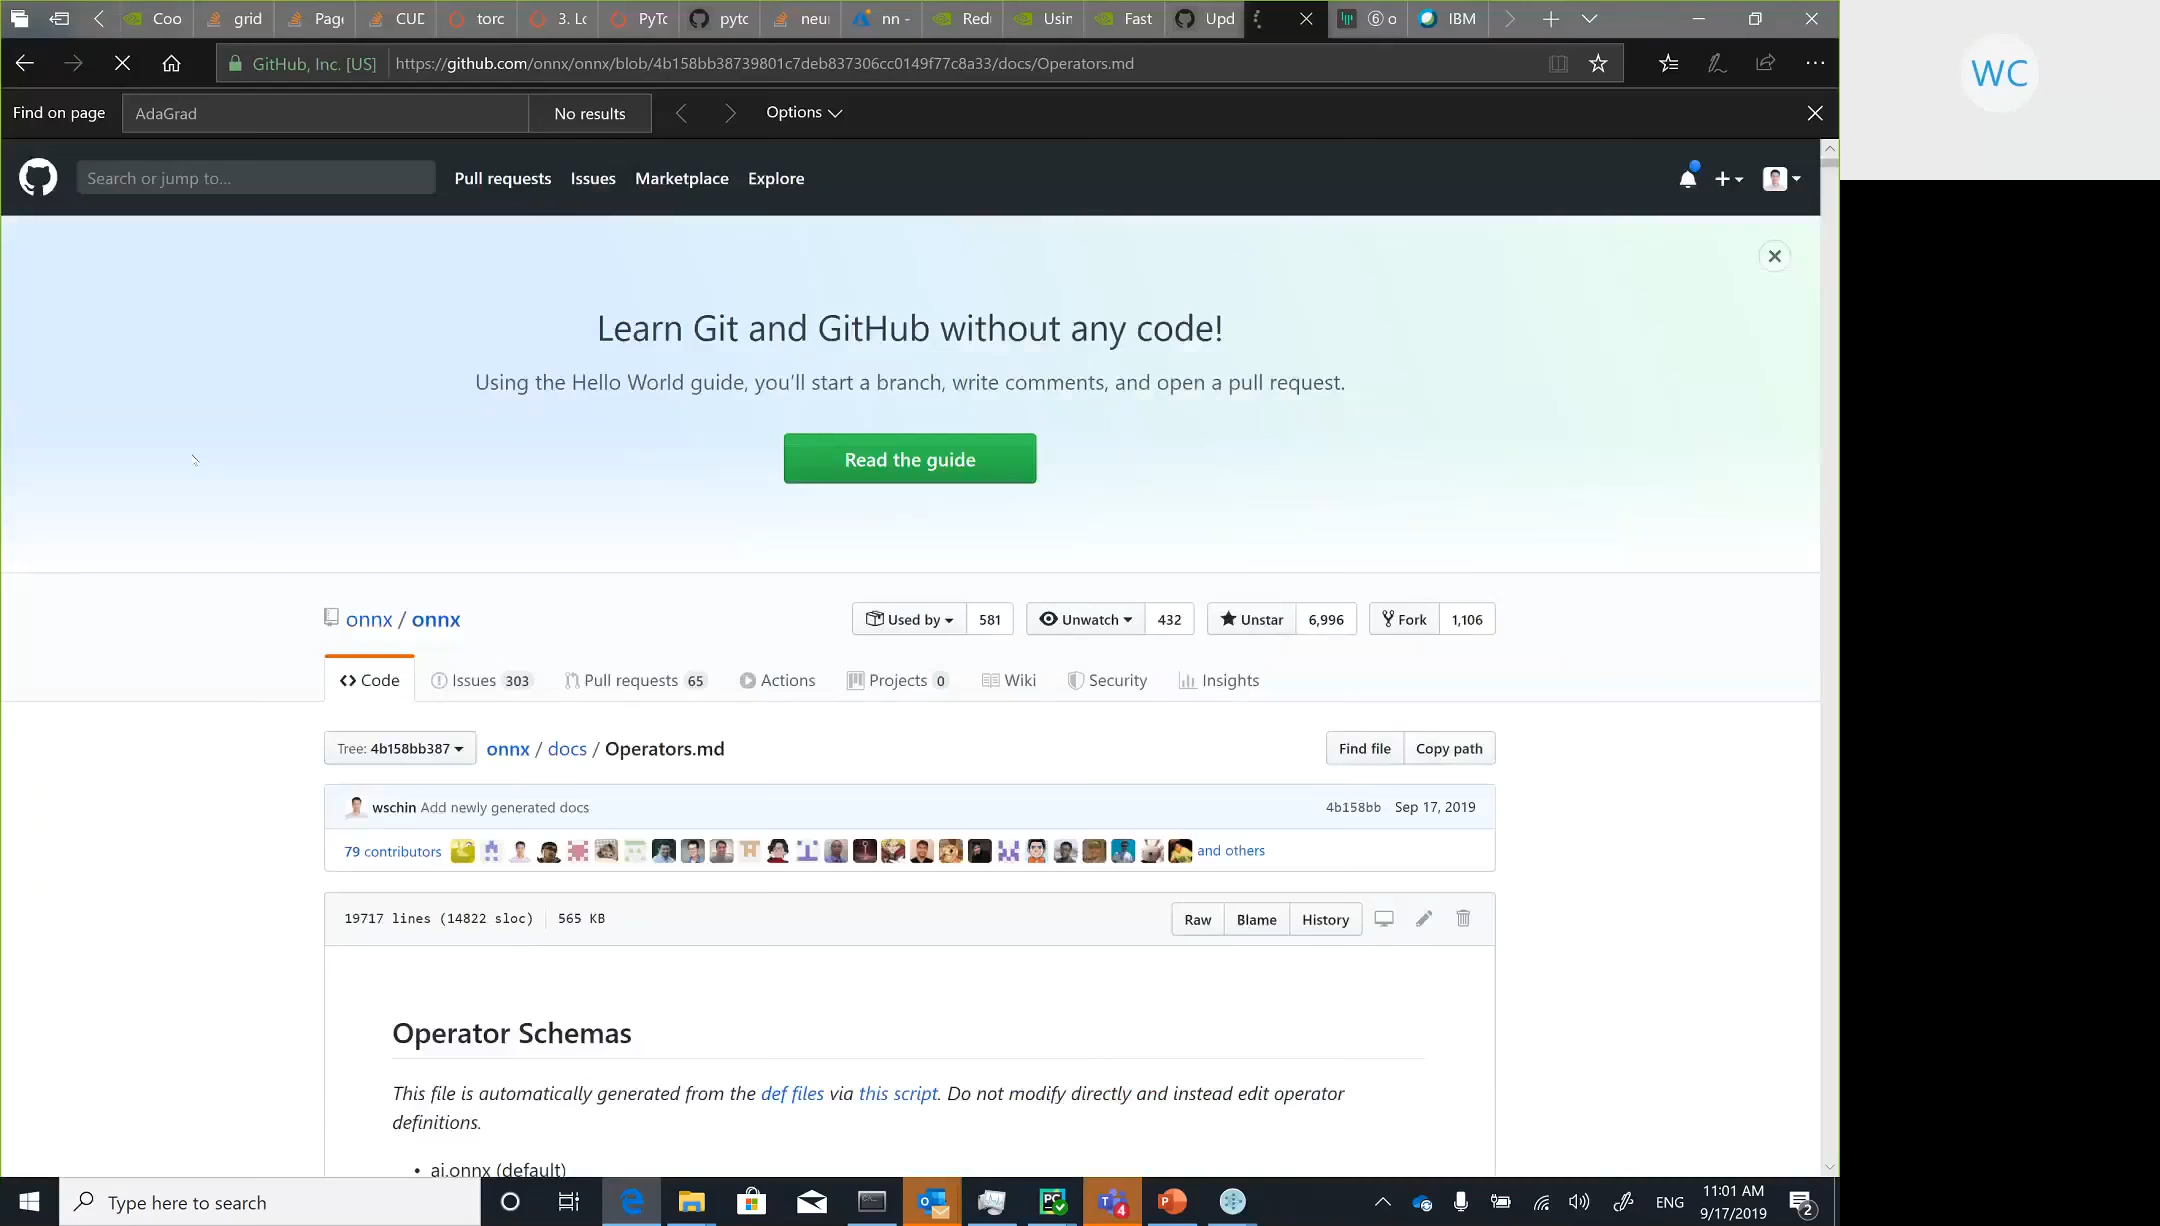 Coo
grid
Page
CUD
torc
3. Lo
PyTo
pytc
neur
nn -
Red
Usin
Fast
Upd
⑥ o
IBM
WC
GitHub, Inc. [US]
https://github.com/onnx/onnx/blob/4b158bb38739801c7deb837306cc0149f77c8a33/docs/Operators.md
Find on page
AdaGrad
No results
Options
Search or jump to...
Pull requests
Issues
Marketplace
Explore
Learn Git and GitHub without any code!
Using the Hello World guide, you’ll start a branch, write comments, and open a pull request.
Read the guide
onnx / onnx
Used by 581
Unwatch 432
Unstar 6,996
Fork 1,106
Code
Issues 303
Pull requests 65
Actions
Projects 0
Wiki
Security
Insights
Tree: 4b158bb387
onnx / docs / Operators.md
Find file
Copy path
wschin Add newly generated docs
4b158bb Sep 17, 2019
79 contributors
and others
19717 lines (14822 sloc) 565 KB
Raw
Blame
History
Operator Schemas
This file is automatically generated from the def files via this script. Do not modify directly and instead edit operator
definitions.
• ai.onnx (default)
Type here to search
4
ENG
11:01 AM
9/17/2019
2